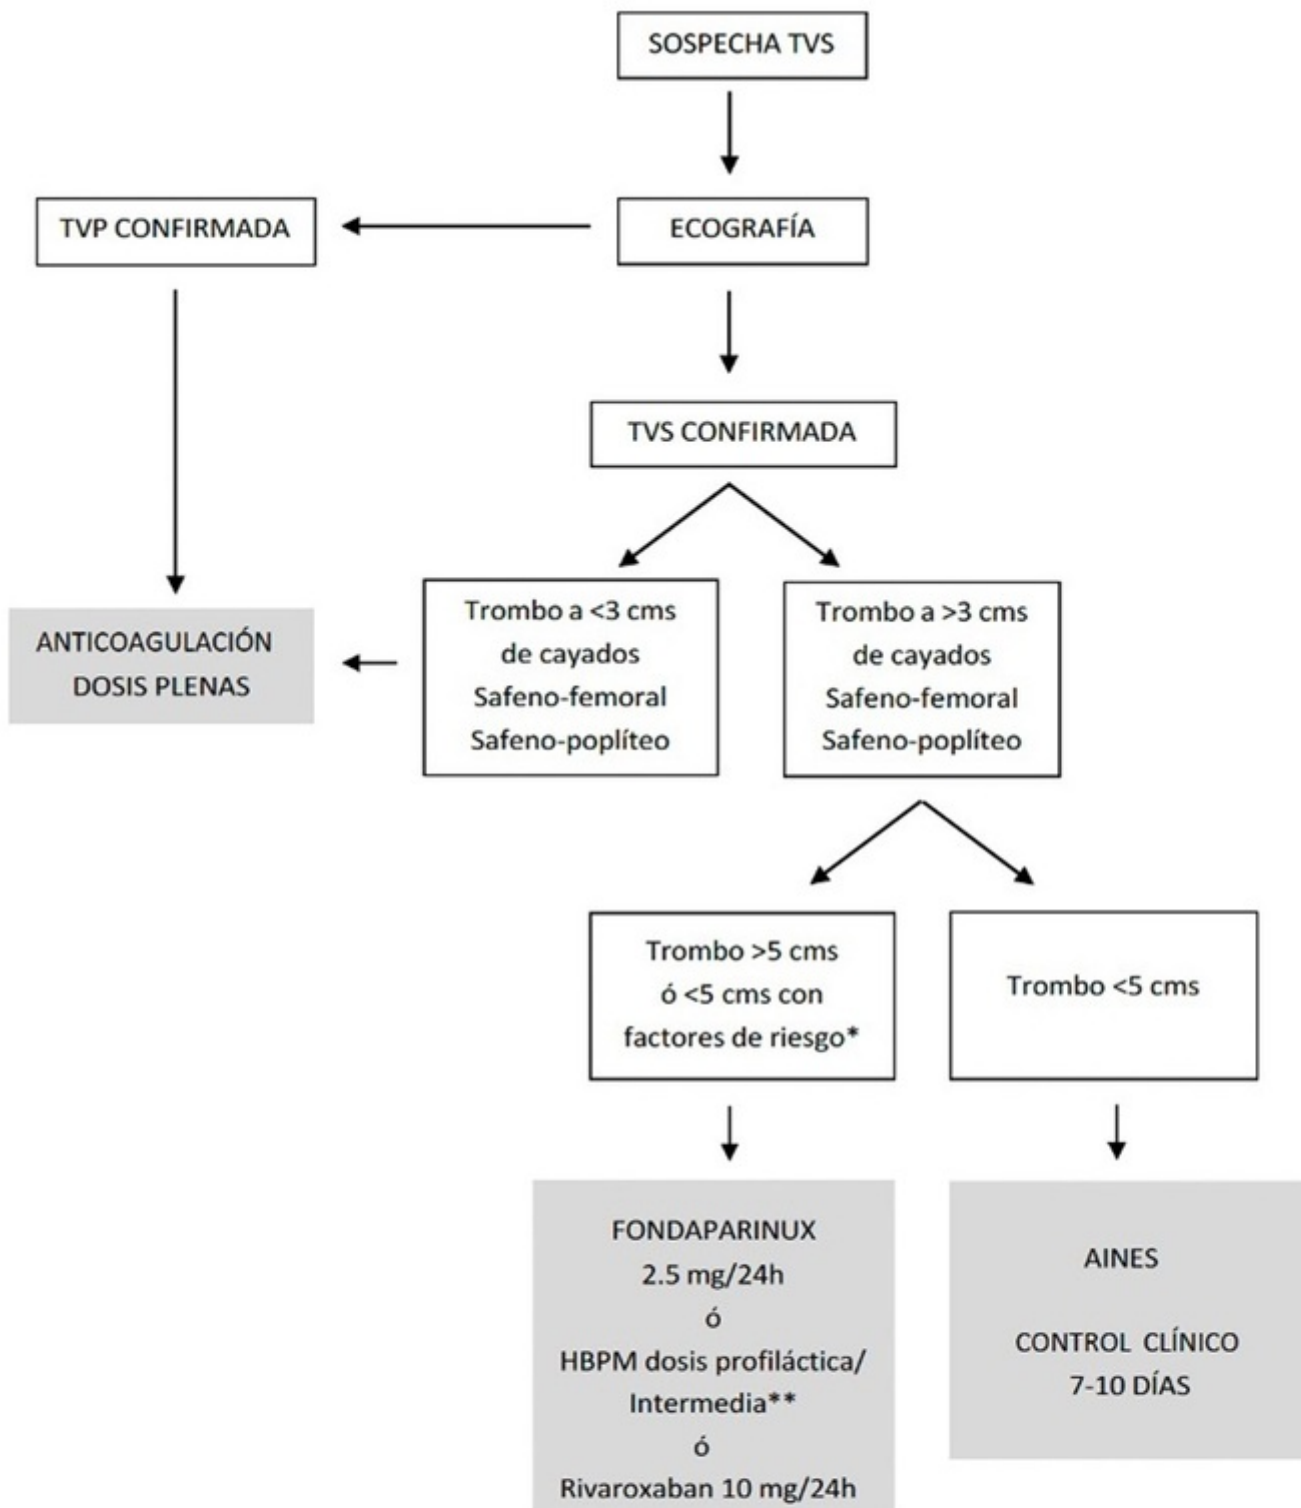 SOSPECHA TVS
TVP CONFIRMADA
ECOGRAFÍA
TVS CONFIRMADA
ANTICOAGULACIÓN
DOSIS PLENAS
Trombo a <3 cms
de cayados
Safeno-femoral
Safeno-poplíteo
Trombo a >3 cms
de cayados
Safeno-femoral
Safeno-poplíteo
Trombo >5 cms
ó <5 cms con
factores de riesgo*
Trombo <5 cms
FONDAPARINUX
2.5 mg/24h
ó
HBPM dosis profiláctica/
Intermedia**
ó
Rivaroxaban 10 mg/24h
AINES
CONTROL CLÍNICO
7-10 DÍAS